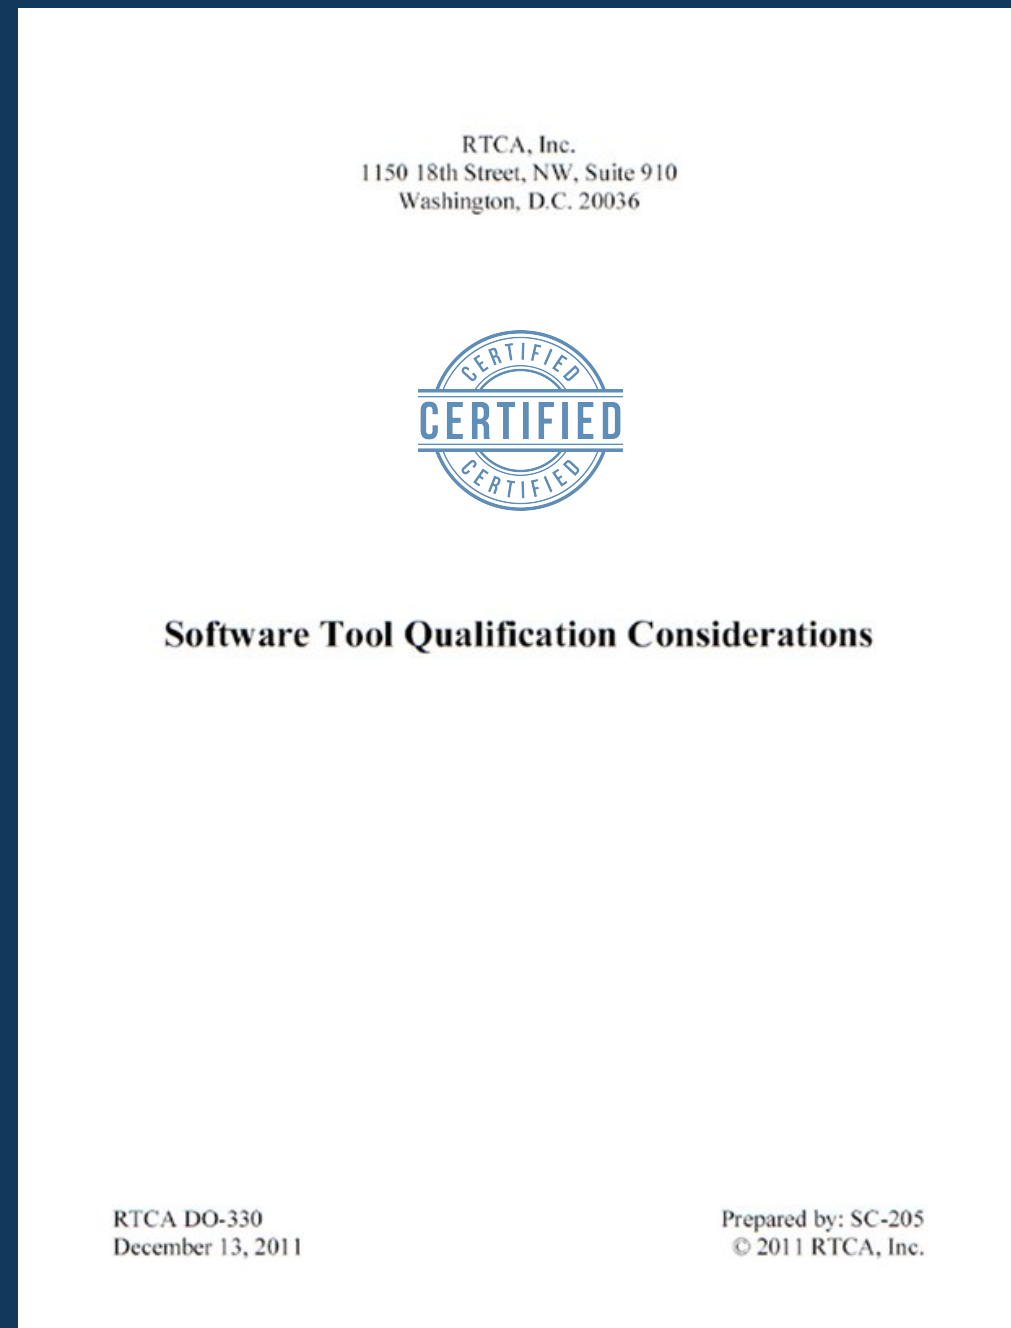 RTCA, Inc.
1150 18th Street, NW, Suite 910
Washington, D.C. 20036
CERTIFIED
CERTIFIED
CERTIFIED
Software Tool Qualification Considerations
RTCA DO-330
December 13, 2011
Prepared by: SC-205
© 2011 RTCA, Inc.